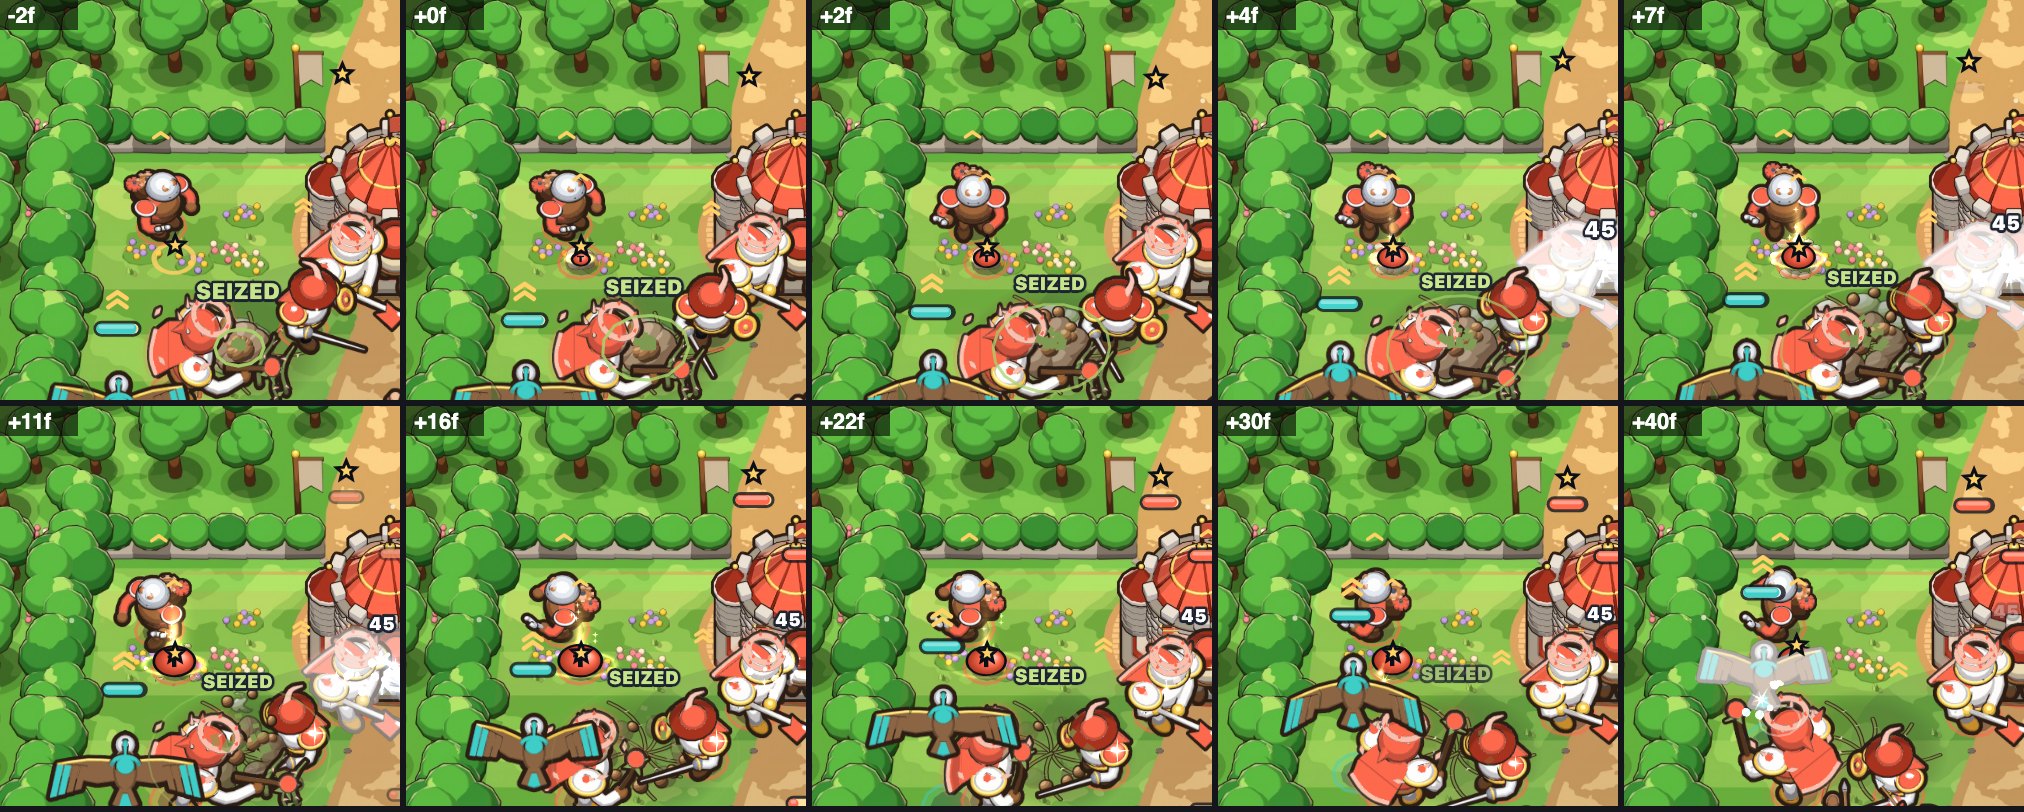 -2f
+0f
+2f
+4f
+7f
45
45
SEIZED
SEIZED
SEIZED
SEIZED
SEIZED
+11f
+16f
+22f
+30f
+40f
45
45
45
45
45
SEIZED
SEIZED
SEIZED
SEIZED